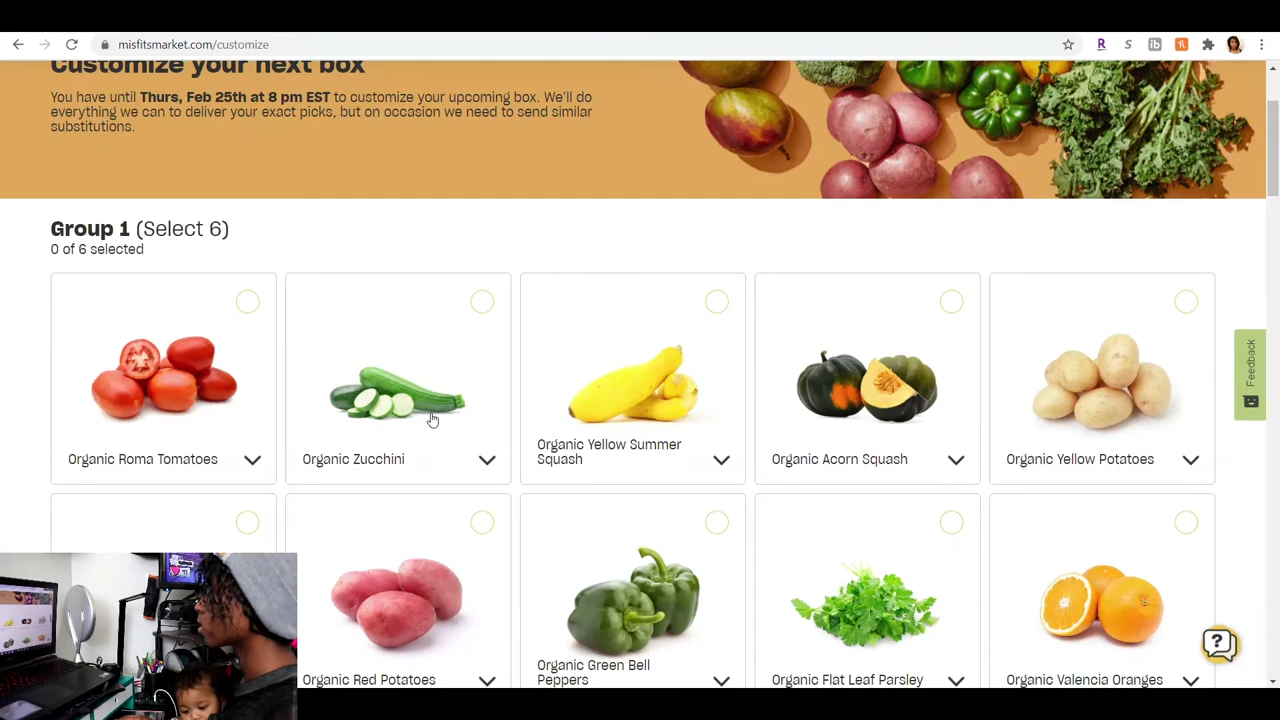 misfitsmarket.com/customize
Customize your next box
You have until Thurs, Feb 25th at 8 pm EST to customize your upcoming box. We'll do
everything we can to deliver your exact picks, but on occasion we need to send similar
substitutions.
Group 1 (Select 6)
0 of 6 selected
Organic Roma Tomatoes
Organic Zucchini
Organic Yellow Summer
Squash
Organic Acorn Squash
Organic Yellow Potatoes
Feedback
Organic Red Potatoes
Organic Green Bell
Peppers
Organic Flat Leaf Parsley
Organic Valencia Oranges